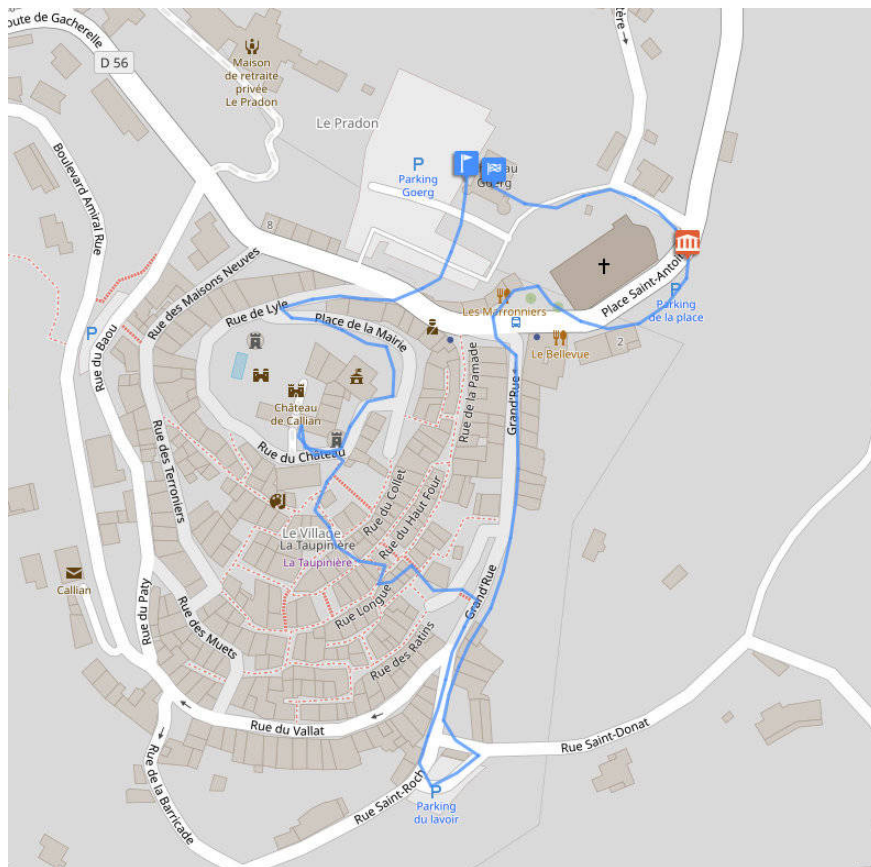 oute de Gacherelle
D 56
Maison
de retraite
privée
Le Pradon
Le Pradon
Boulevard Amiral Rue
P
Parking
Goerg
Goerg
8
Rue des Maisons Neuves
Rue de Lyle
Place de la Mairie
Les Marronniers
Place Saint-Antoi
P
Parking
de la place
Le Bellevue
2
P
Rue du Baou
Rue de la Pamade
Grand'Rue
Château
de Callian
Rue du Château
Rue des Terroniers
Rue du Collet
Rue du Haut Four
Le Village
La Taupinière
La Taupinière
Callian
Rue du Paty
Rue Longue
Grand'Rue
Rue des Muets
Rue des Ratins
Rue du Vallat
Rue Saint-Donat
Rue de la Barricade
Rue Saint-Roch
P
Parking
du lavoir